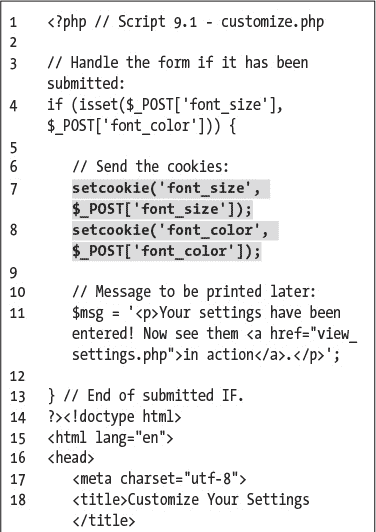 1 <?php // Script 9.1 - customize.php
2
3 // Handle the form if it has been
submitted:
4 if (isset($_POST['font_size'],
$_POST['font_color'])) {
5
6 // Send the cookies:
7 setcookie('font_size',
$_POST['font_size']);
8 setcookie('font_color',
$_POST['font_color']);
9
10 // Message to be printed later:
11 $msg = '<p>Your settings have been
entered! Now see them <a href="view_
settings.php">in action</a>.</p>';
12
13 } // End of submitted IF.
14 ?><!doctype html>
15 <html lang="en">
16 <head>
17 <meta charset="utf-8">
18 <title>Customize Your Settings
</title>